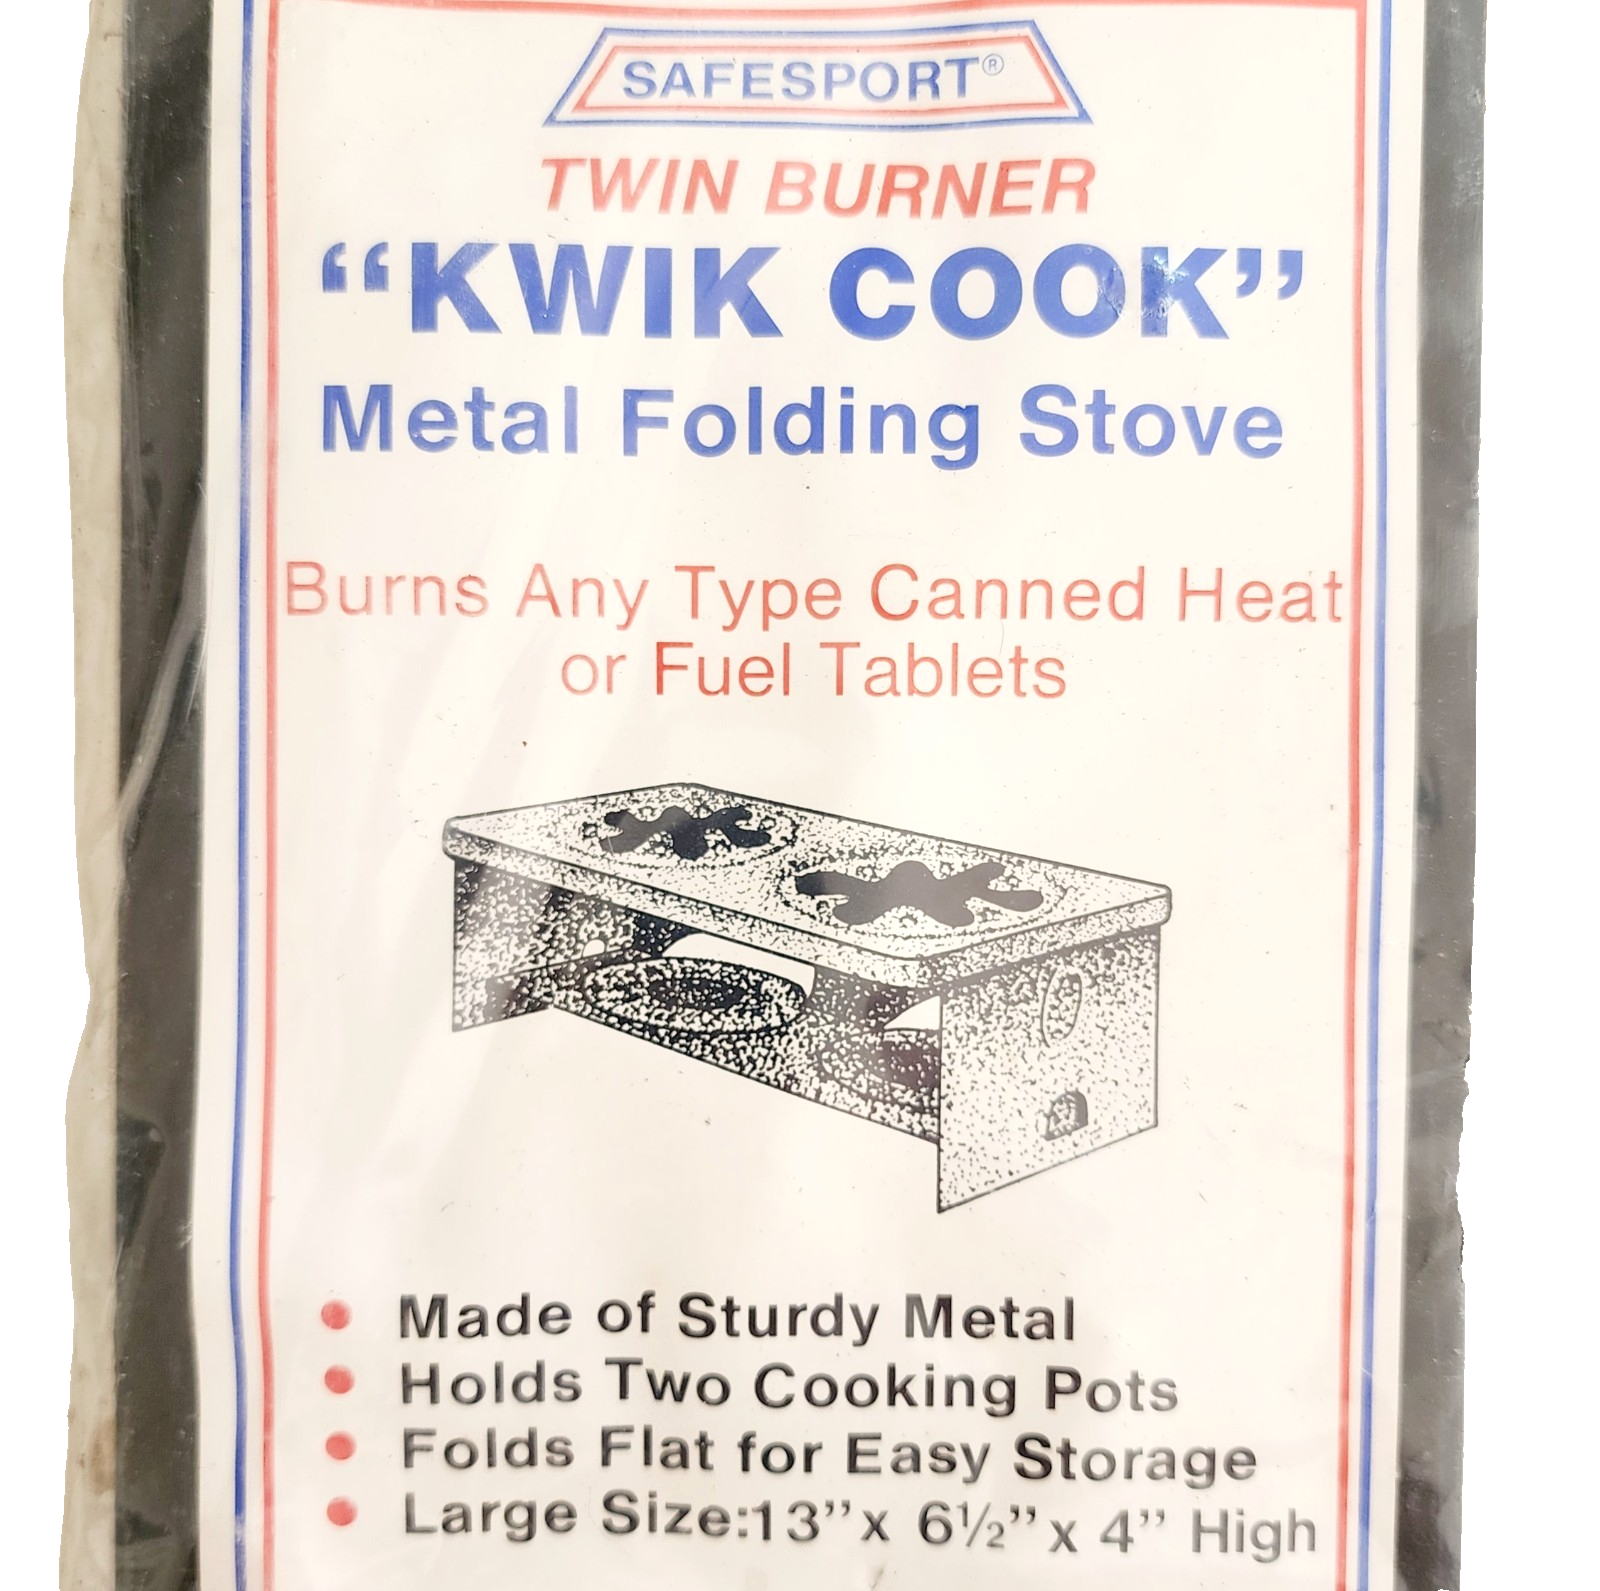 SAFESPORT®
TWIN BURNER
“KWIK COOK”
Metal Folding Stove
Burns Any Type Canned Heat
or Fuel Tablets
• Made of Sturdy Metal
• Holds Two Cooking Pots
• Folds Flat for Easy Storage
• Large Size:13” x 6½” x 4” High